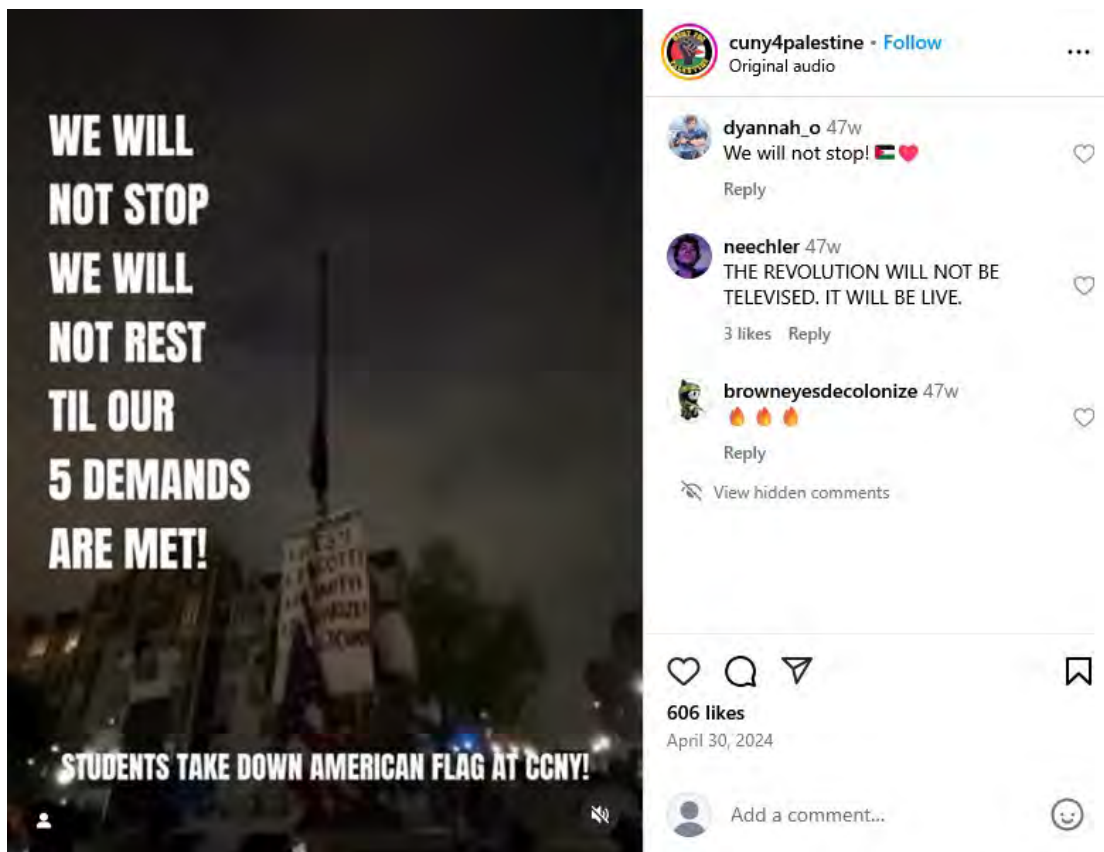 WE WILL
NOT STOP
WE WILL
NOT REST
TIL OUR
5 DEMANDS
ARE MET!
STUDENTS TAKE DOWN AMERICAN FLAG AT CCNY!
cuny4palestine • Follow
Original audio
dyannah_o 47w
We will not stop! 🇵🇸❤️
Reply
neechler 47w
THE REVOLUTION WILL NOT BE
TELEVISED. IT WILL BE LIVE.
3 likes Reply
browneyesdecolonize 47w
🔥🔥🔥
Reply
View hidden comments
606 likes
April 30, 2024
Add a comment...